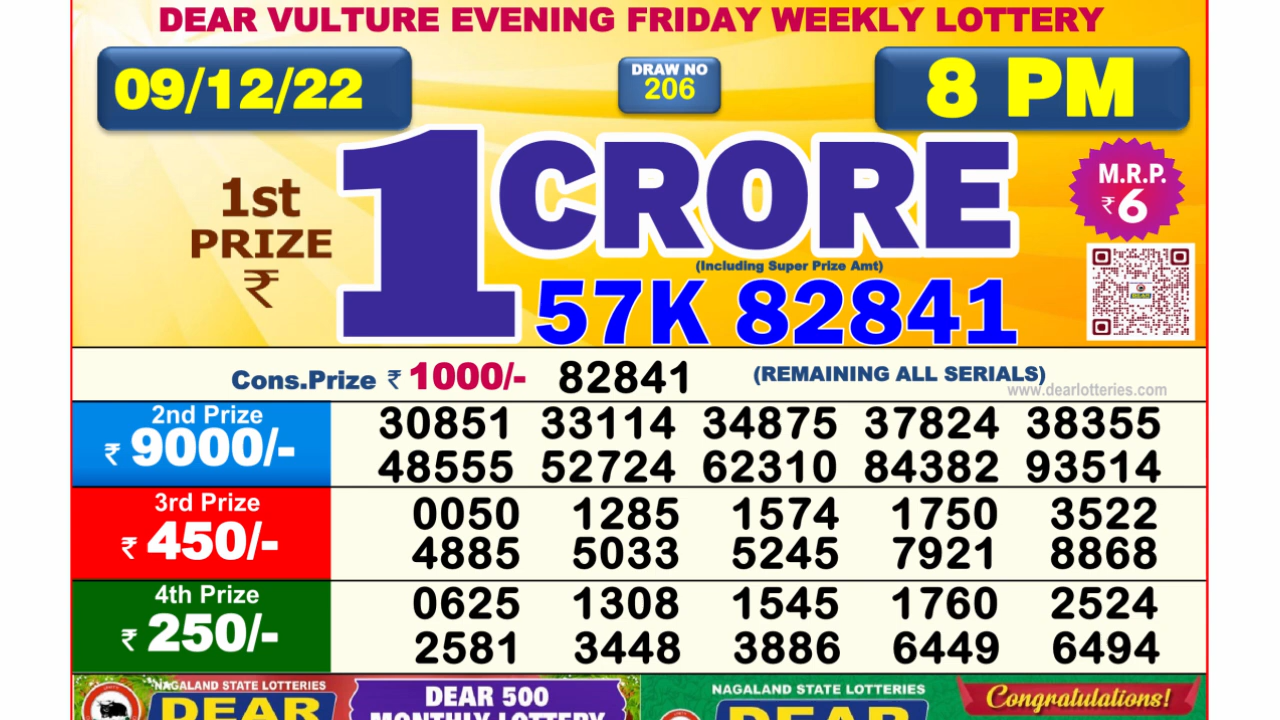 DEAR VULTURE EVENING FRIDAY WEEKLY LOTTERY
09/12/22
DRAW NO
206
8 PM
1st
PRIZE
₹
1 CRORE
(Including Super Prize Amt)
57K 82841
M.R.P.
₹ 6
Cons.Prize ₹ 1000/- 82841 (REMAINING ALL SERIALS)
www.dearlotteries.com
2nd Prize
₹ 9000/-
30851 33114 34875 37824 38355
48555 52724 62310 84382 93514
3rd Prize
₹ 450/-
0050 1285 1574 1750 3522
4885 5033 5245 7921 8868
4th Prize
₹ 250/-
0625 1308 1545 1760 2524
2581 3448 3886 6449 6494
NAGALAND STATE LOTTERIES
DEAR
DEAR 500
MONTHLY LOTTERY
NAGALAND STATE LOTTERIES
DEAR
Congratulations!